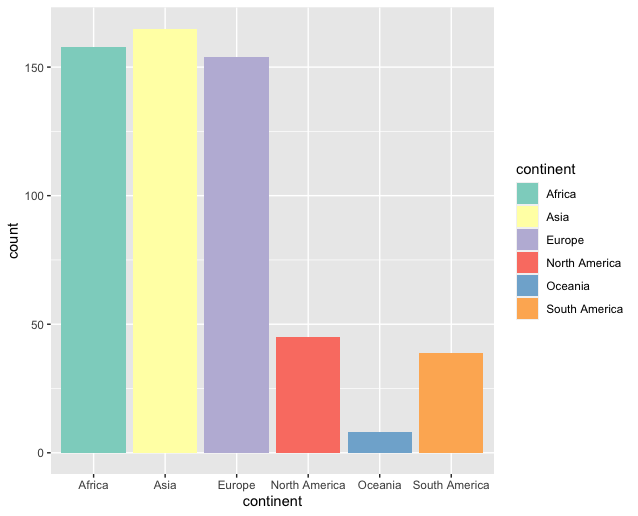 count
150
100
50
0
Africa Asia Europe North America Oceania South America
continent
continent
Africa
Asia
Europe
North America
Oceania
South America